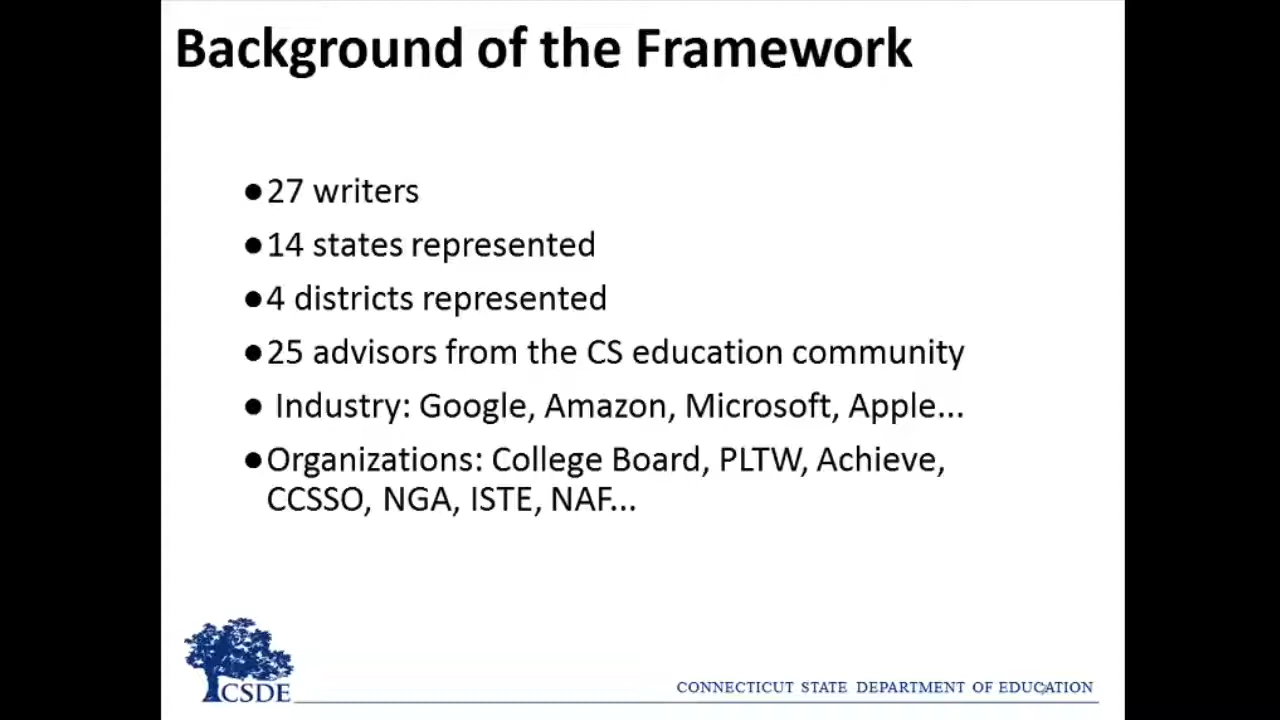 Background of the Framework
●27 writers
●14 states represented
●4 districts represented
●25 advisors from the CS education community
● Industry: Google, Amazon, Microsoft, Apple...
●Organizations: College Board, PLTW, Achieve,
CCSSO, NGA, ISTE, NAF...
CSDE
CONNECTICUT STATE DEPARTMENT OF EDUCATION